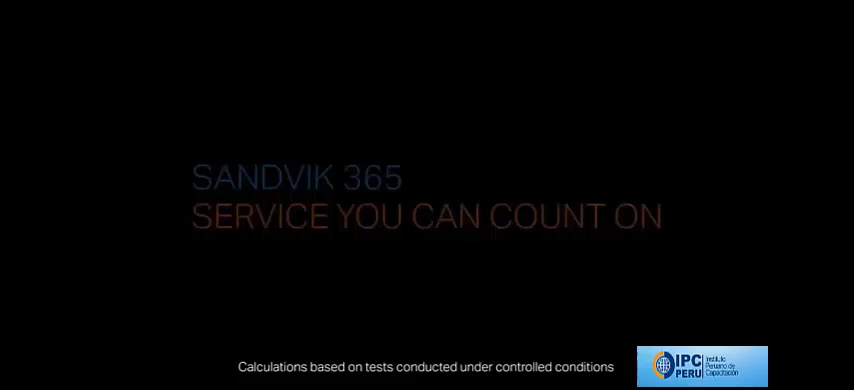 SANDVIK 365
SERVICE YOU CAN COUNT ON
Calculations based on tests conducted under controlled conditions
IPC
PERU
Instituto
Peruano de
Capacitación